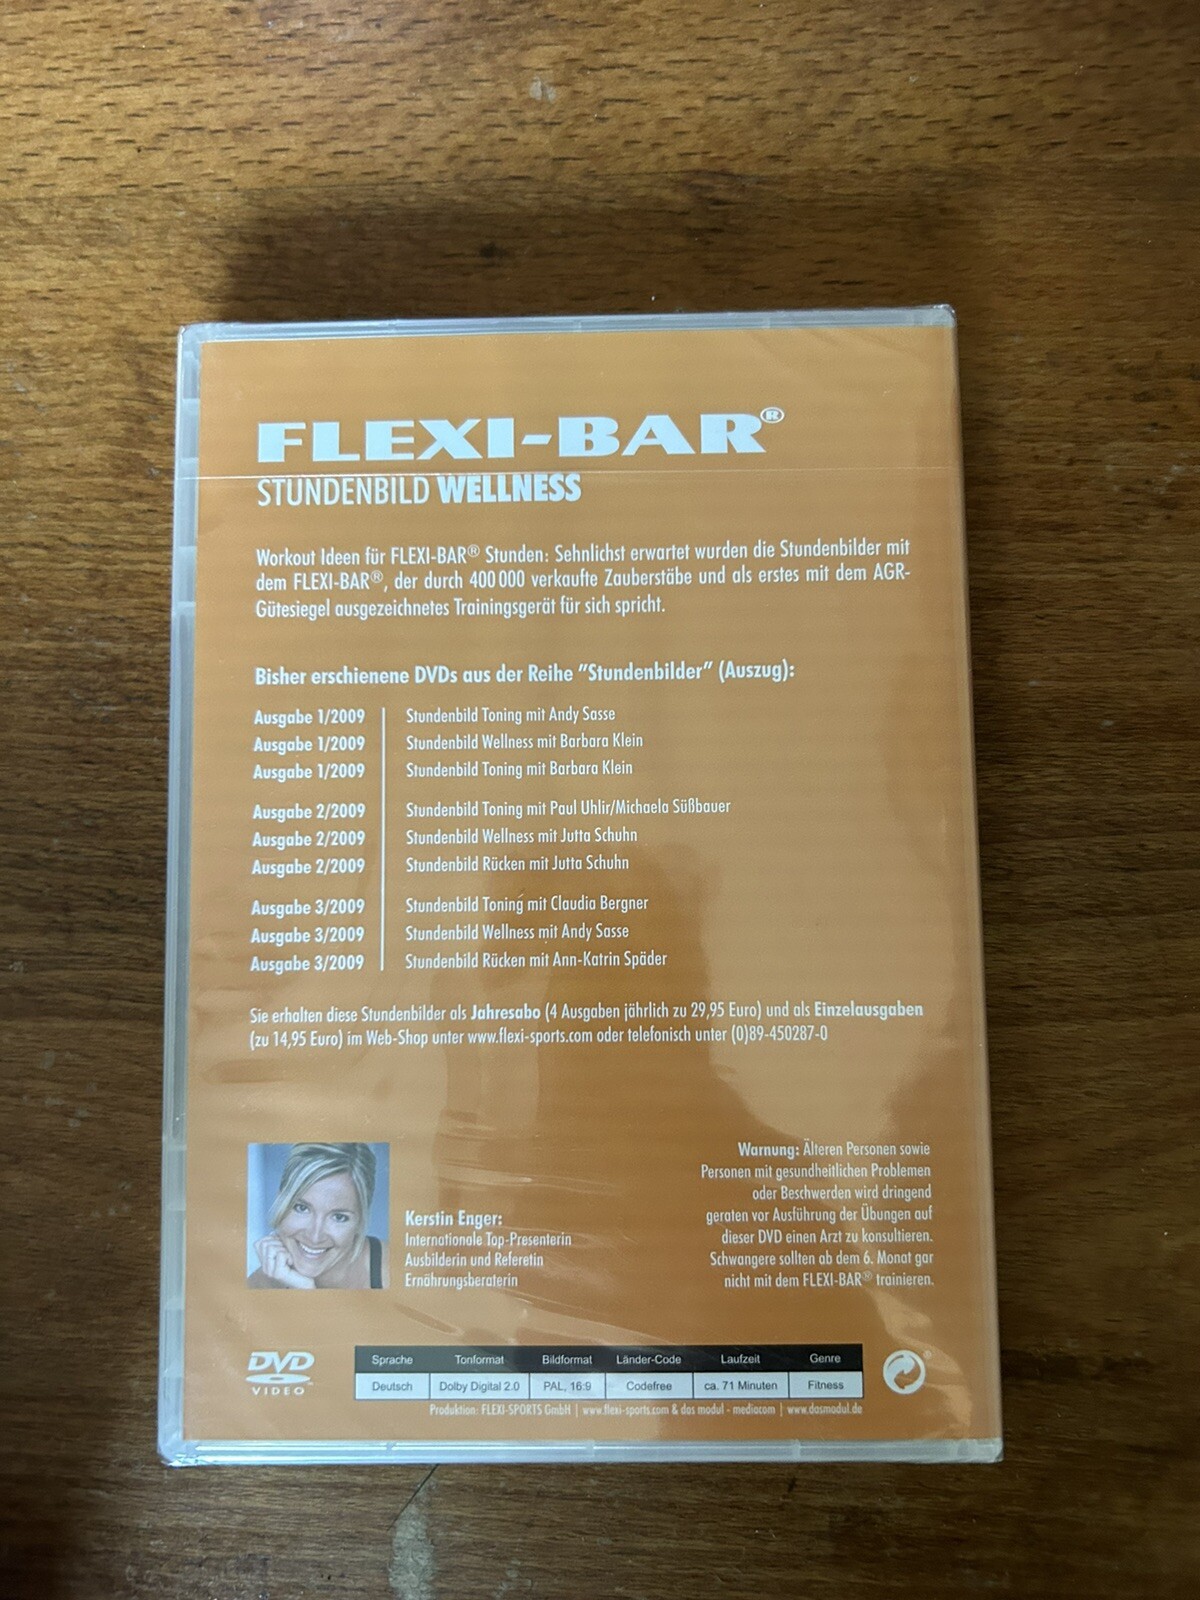 FLEXI-BAR®
STUNDENBILD WELLNESS
Workout Ideen für FLEXI-BAR® Stunden: Sehnlichst erwartet wurden die Stundenbilder mit
dem FLEXI-BAR®, der durch 400 000 verkaufte Zauberstäbe und als erstes mit dem AGR-
Gütesiegel ausgezeichnetes Trainingsgerät für sich spricht.
Bisher erschienene DVDs aus der Reihe "Stundenbilder" (Auszug):
Ausgabe 1/2009 Stundenbild Toning mit Andy Sasse
Ausgabe 1/2009 Stundenbild Wellness mit Barbara Klein
Ausgabe 1/2009 Stundenbild Toning mit Barbara Klein
Ausgabe 2/2009 Stundenbild Toning mit Paul Uhlir/Michaela Süßbauer
Ausgabe 2/2009 Stundenbild Wellness mit Jutta Schuhn
Ausgabe 2/2009 Stundenbild Rücken mit Jutta Schuhn
Ausgabe 3/2009 Stundenbild Toning mit Claudia Bergner
Ausgabe 3/2009 Stundenbild Wellness mit Andy Sasse
Ausgabe 3/2009 Stundenbild Rücken mit Ann-Katrin Späder
Sie erhalten diese Stundenbilder als Jahresabo (4 Ausgaben jährlich zu 29,95 Euro) und als Einzelausgaben
(zu 14,95 Euro) im Web-Shop unter www.flexi-sports.com oder telefonisch unter (0)89-450287-0
Kerstin Enger:
Internationale Top-Presenterin
Ausbilderin und Referetin
Ernährungsberaterin
Warnung: Älteren Personen sowie
Personen mit gesundheitlichen Problemen
oder Beschwerden wird dringend
geraten vor Ausführung der Übungen auf
dieser DVD einen Arzt zu konsultieren.
Schwangere sollten ab dem 6. Monat gar
nicht mit dem FLEXI-BAR® trainieren.
DVD
VIDEO™
Sprache Tonformat Bildformat Länder-Code Laufzeit Genre
Deutsch Dolby Digital 2.0 PAL, 16:9 Codefree ca. 71 Minuten Fitness
®
Produktion: FLEXI-SPORTS GmbH | www.flexi-sports.com & das modul - mediacom | www.dasmodul.de